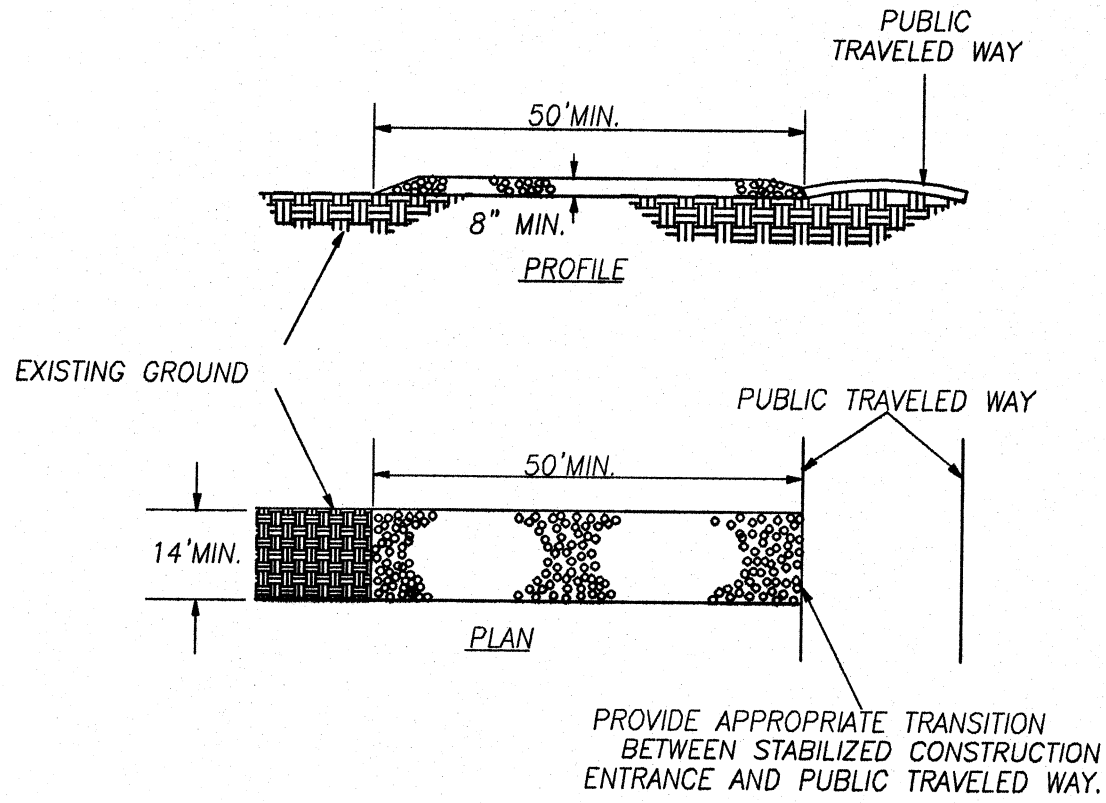 PUBLIC
TRAVELED WAY
50'MIN.
8" MIN.
PROFILE
EXISTING GROUND
PUBLIC TRAVELED WAY
50'MIN.
14'MIN.
PLAN
PROVIDE APPROPRIATE TRANSITION
BETWEEN STABILIZED CONSTRUCTION
ENTRANCE AND PUBLIC TRAVELED WAY.